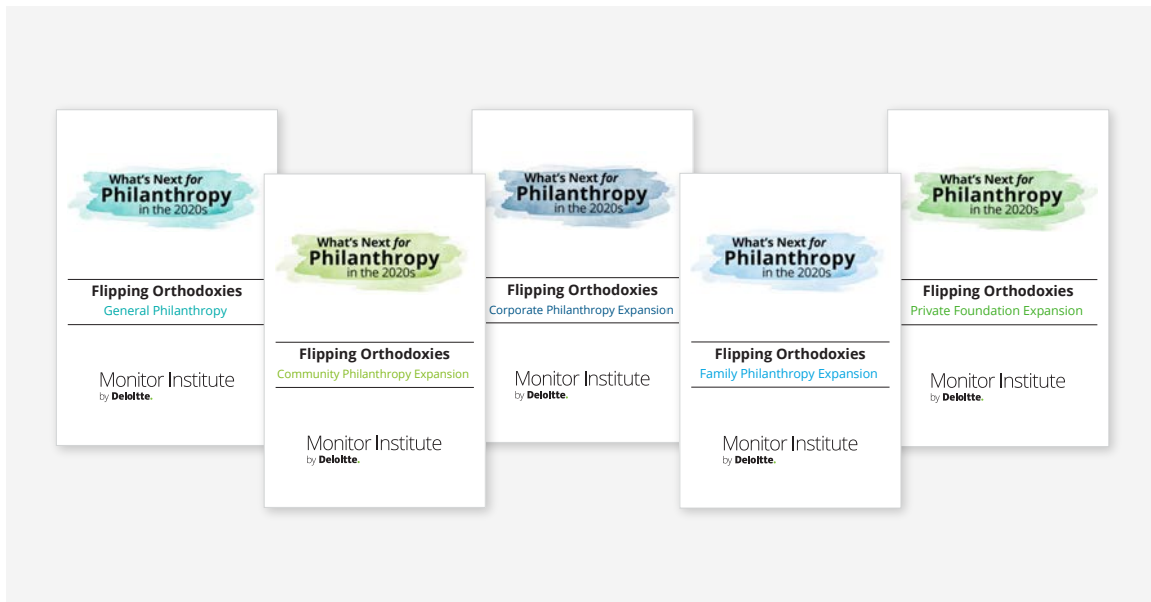 What's Next for
Philanthropy
in the 2020s
Flipping Orthodoxies
General Philanthropy
Monitor Institute
by Deloitte.
What's Next for
Philanthropy
in the 2020s
Flipping Orthodoxies
Community Philanthropy Expansion
Monitor Institute
by Deloitte.
What's Next for
Philanthropy
in the 2020s
Flipping Orthodoxies
Corporate Philanthropy Expansion
Monitor Institute
by Deloitte.
What's Next for
Philanthropy
in the 2020s
Flipping Orthodoxies
Family Philanthropy Expansion
Monitor Institute
by Deloitte.
What's Next for
Philanthropy
in the 2020s
Flipping Orthodoxies
Private Foundation Expansion
Monitor Institute
by Deloitte.